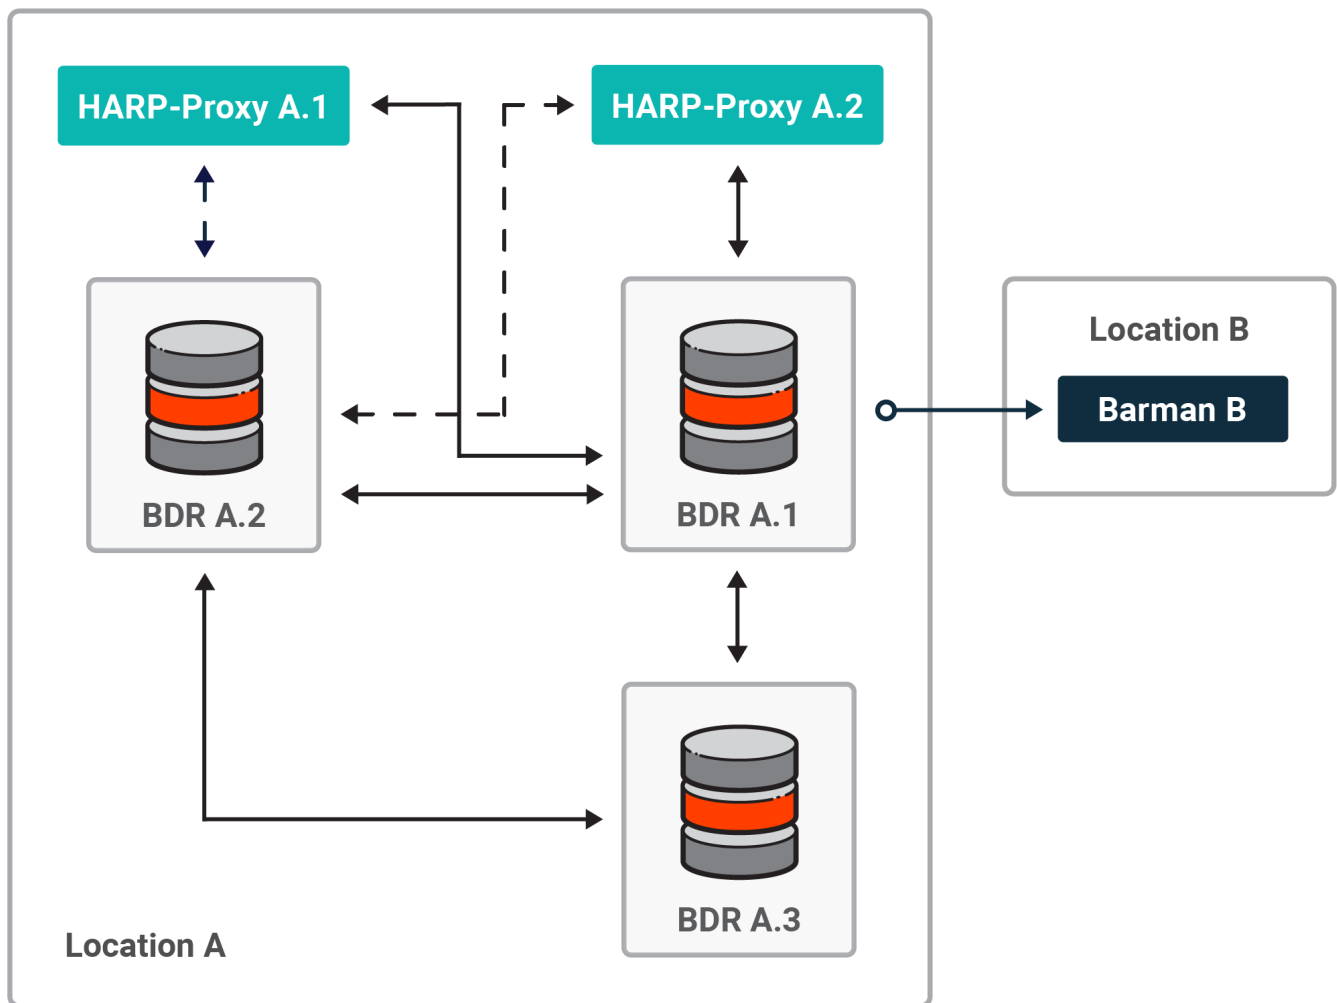 HARP-Proxy A.1
HARP-Proxy A.2
Location B
Barman B
BDR A.2
BDR A.1
BDR A.3
Location A